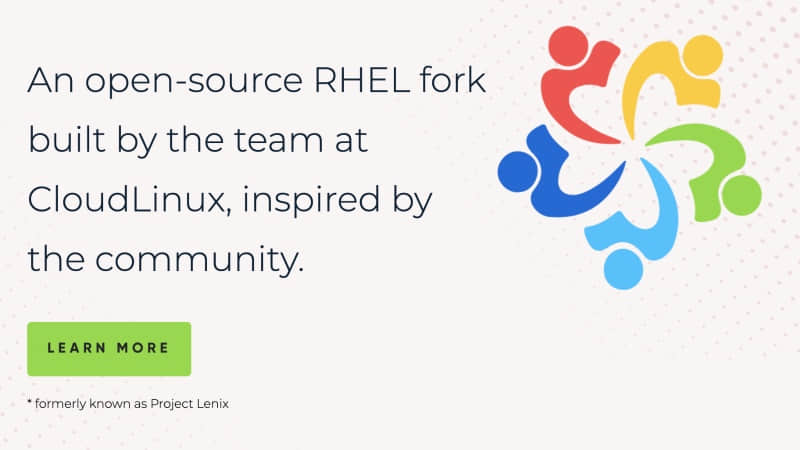 An open-source RHEL fork
built by the team at
CloudLinux, inspired by
the community.
LEARN MORE
* formerly known as Project Lenix